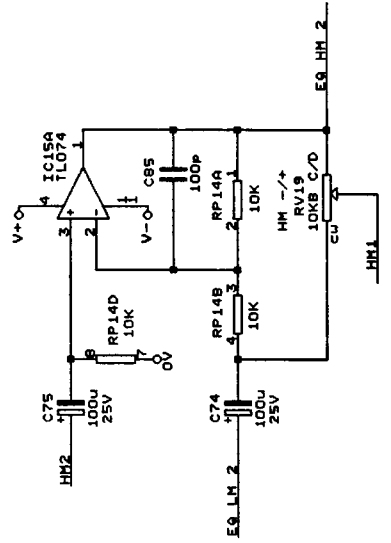 IC15A
TL074
V+
4
3
+
2
-
1
11
V-
C75
+
100u
25V
HM2
RP14D
10K
8
7
0V
C85
100p
2
1
RP14A
10K
4
3
RP14B
10K
C74
+
100u
25V
EQ LM 2
HM -/+
RV19
10KB C/D
CW
HM1
EQ HM 2